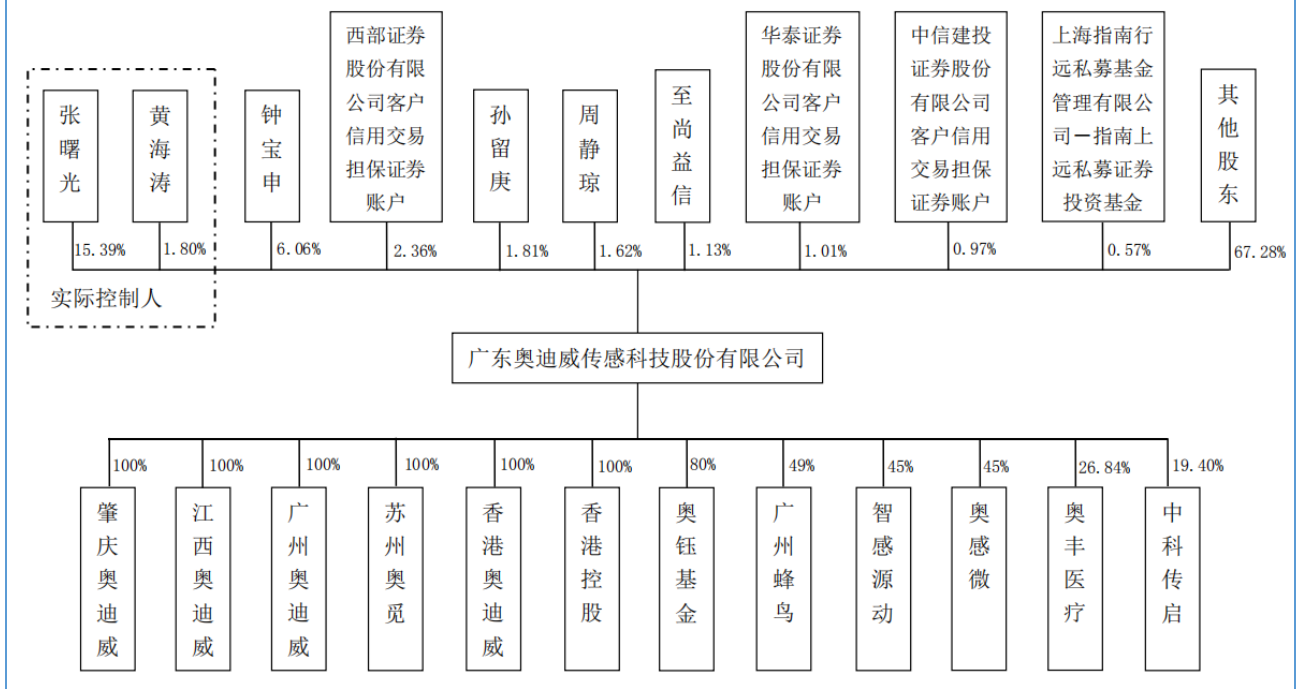 张曙光
黄海涛
钟宝申
西部证券
股份有限
公司客户
信用交易
担保证券
账户
孙留庚
周静琼
至尚益信
华泰证券
股份有限
公司客户
信用交易
担保证券
账户
中信建投
证券股份
有限公司
客户信用
交易担保
证券账户
上海指南行
远私募基金
管理有限公
司－指南上
远私募证券
投资基金
其他股东
15.39%
1.80%
6.06%
2.36%
1.81%
1.62%
1.13%
1.01%
0.97%
0.57%
67.28%
实际控制人
广东奥迪威传感科技股份有限公司
100%
100%
100%
100%
100%
100%
80%
49%
45%
45%
26.84%
19.40%
肇庆奥迪威
江西奥迪威
广州奥迪威
苏州奥觅
香港奥迪威
香港控股
奥钰基金
广州蜂鸟
智感源动
奥感微
奥丰医疗
中科传启